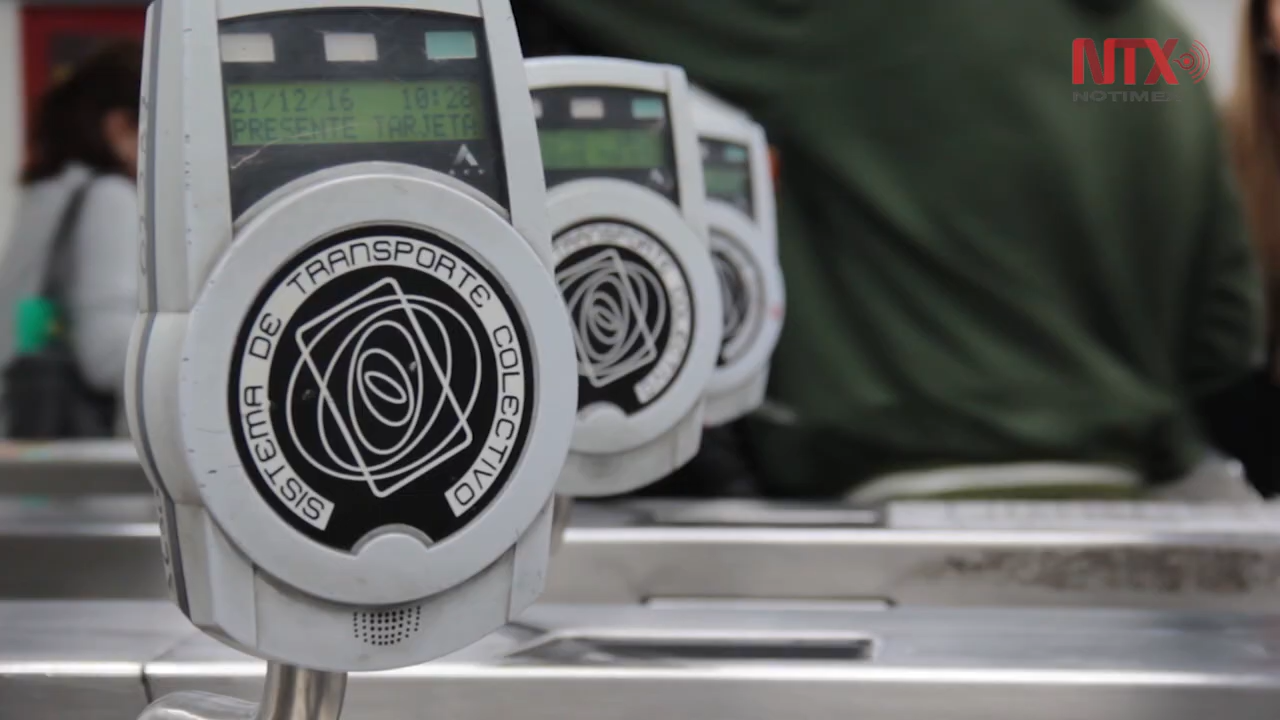 21/12/16 10:28
PRESENTE TARJETA
SISTEMA DE TRANSPORTE COLECTIVO
NTX
NOTIMEX